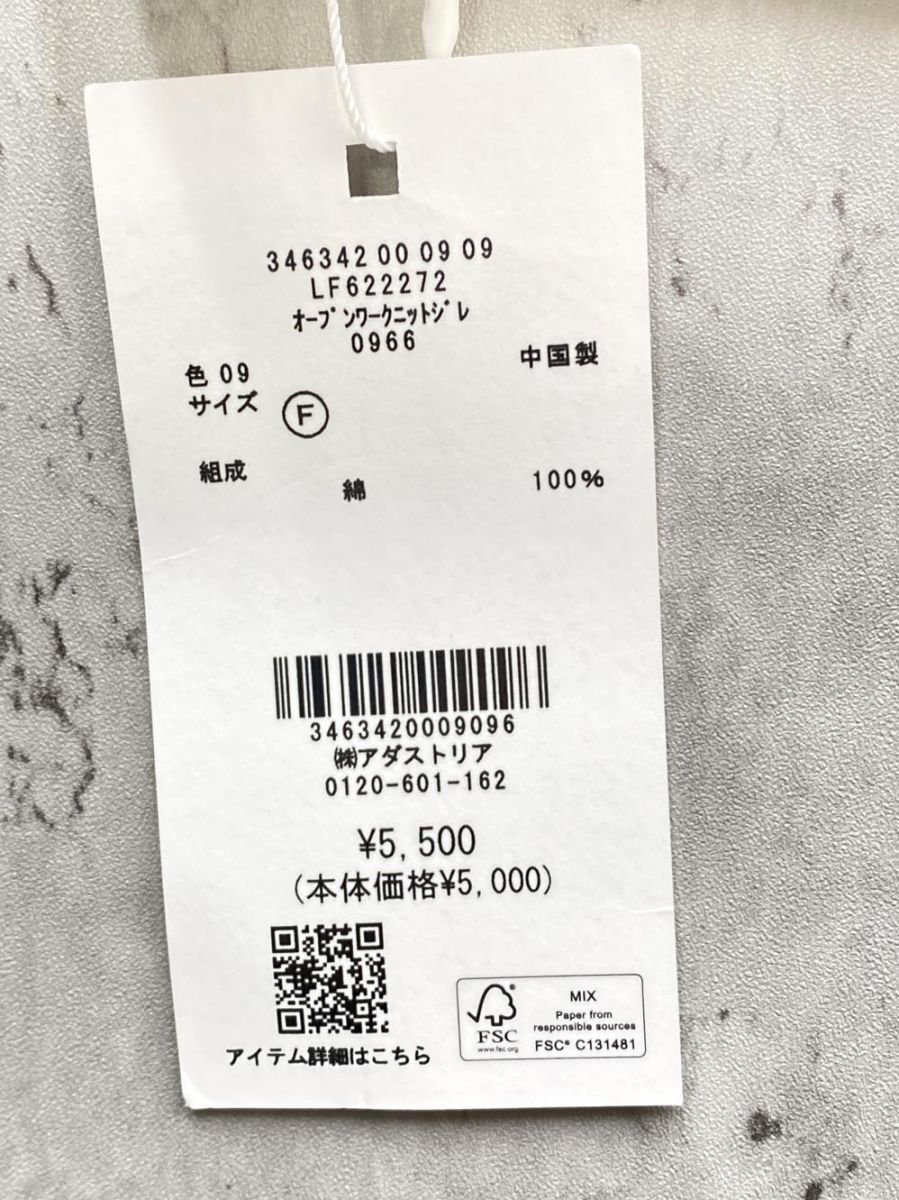 346342 00 09 09
LF622272
ｵｰﾌﾟﾝﾜｰｸﾆｯﾄｼﾞﾚ
0966
色 09
中国製
サイズ Ⓕ
組成
綿 100%
3463420009096
㈱アダストリア
0120-601-162
¥5,500
(本体価格¥5,000)
アイテム詳細はこちら
FSC
www.fsc.org
MIX
Paper from
responsible sources
FSC® C131481